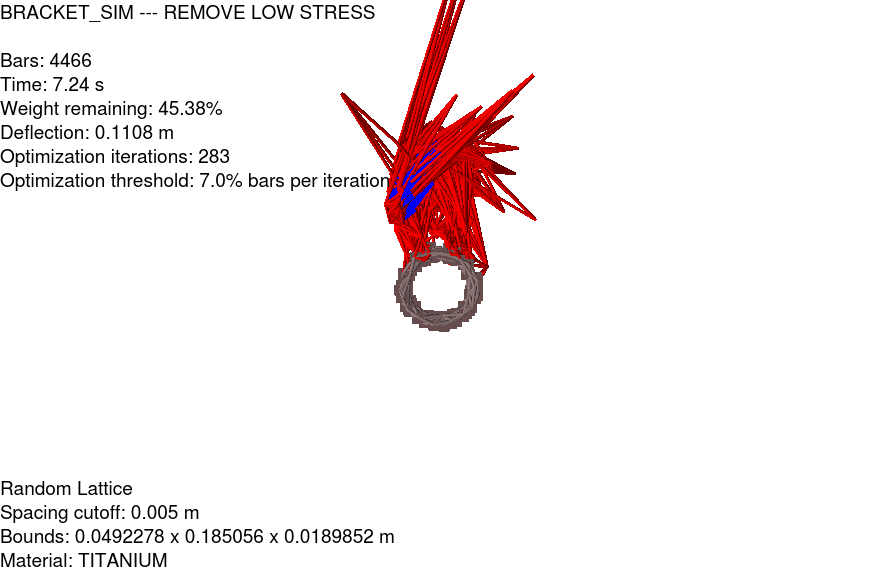 BRACKET_SIM --- REMOVE LOW STRESS
Bars: 4466
Time: 7.24 s
Weight remaining: 45.38%
Deflection: 0.1108 m
Optimization iterations: 283
Optimization threshold: 7.0% bars per iteration
Random Lattice
Spacing cutoff: 0.005 m
Bounds: 0.0492278 x 0.185056 x 0.0189852 m
Material: TITANIUM